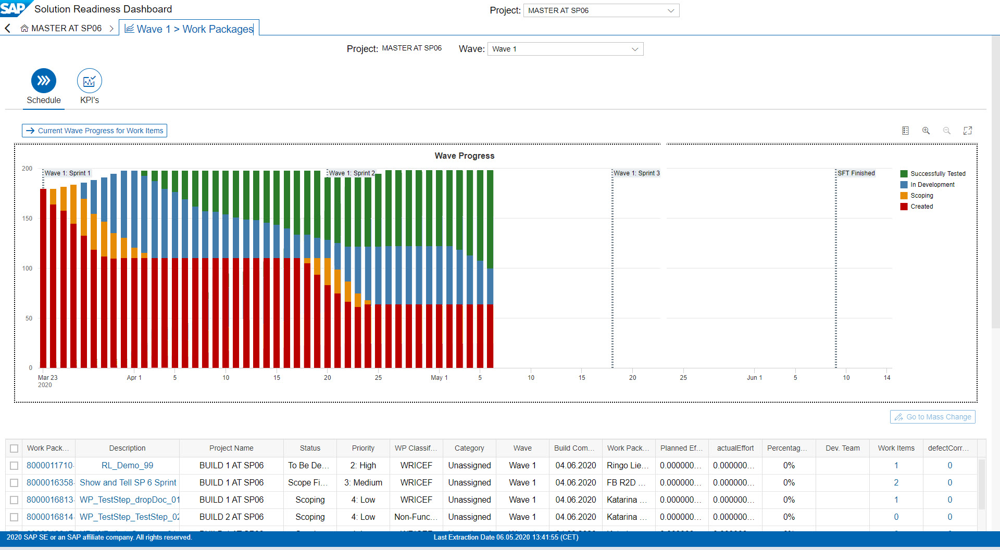 SAP Solution Readiness Dashboard
Project: MASTER AT SP06
MASTER AT SP06
Wave 1 > Work Packages
Project: MASTER AT SP06 Wave: Wave 1
Schedule KPI's
Current Wave Progress for Work Items
Wave Progress
200
150
100
50
0
Wave 1: Sprint 1
Wave 1: Sprint 2
Wave 1: Sprint 3
SFT Finished
Successfully Tested
In Development
Scoping
Created
Mar 23 Apr 1 5 10 15 20 25 May 1 5 10 15 20 25 Jun 1 5 10 14
2020
Go to Mass Change
Work Pack... Description Project Name Status Priority WP Classif... Category Wave Build Com... Work Pack... Planned Ef... actualEffort Percentag... Dev. Team Work Items defectCorr...
8000011710 RL_Demo_99 BUILD 1 AT SP06 To Be De... 2: High WRICEF Unassigned Wave 1 04.06.2020 Ringo Lie... 0.000000... 0.000000... 0% 1 0
8000016358 Show and Tell SP 6 Sprint BUILD 1 AT SP06 Scope Fi... 3: Medium WRICEF Unassigned Wave 1 04.06.2020 FB R2D ... 0.000000... 0.000000... 0% 2 0
8000016813 WP_TestStep_dropDoc_01 BUILD 1 AT SP06 Scoping 4: Low WRICEF Unassigned Wave 1 04.06.2020 Katarina ... 0.000000... 0.000000... 0% 1 0
8000016814 WP_TestStep_TestStep_02 BUILD 2 AT SP06 Scoping 4: Low Non-Func... Unassigned Wave 1 04.06.2020 Katarina ... 0.000000... 0.000000... 0% 0 0
2020 SAP SE or an SAP affiliate company. All rights reserved. Last Extraction Date 06.05.2020 13:41:55 (CET)